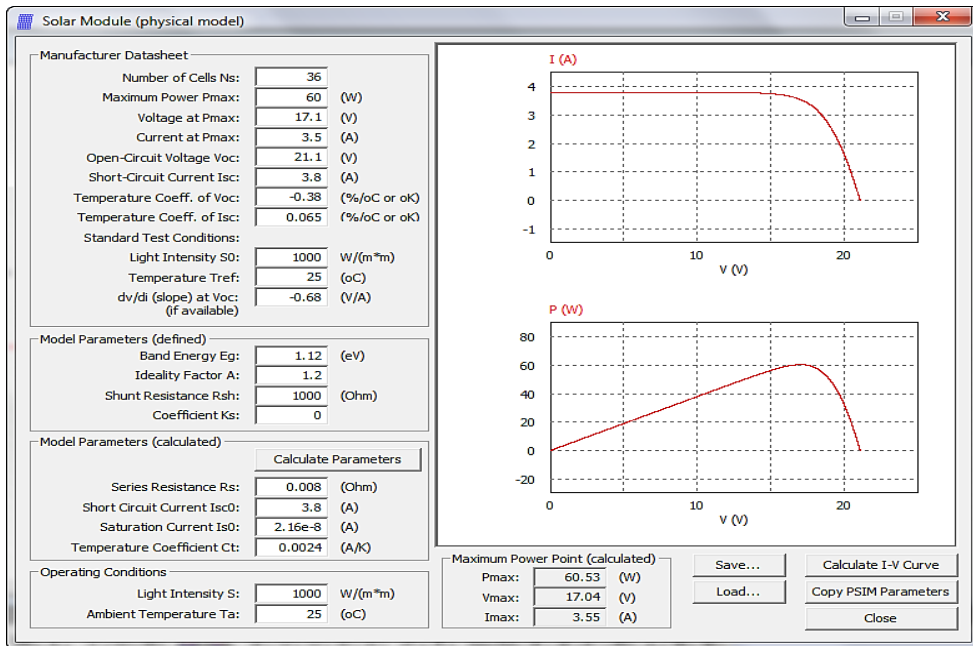 Solar Module (physical model)
Manufacturer Datasheet
Number of Cells Ns: 36
Maximum Power Pmax: 60 (W)
Voltage at Pmax: 17.1 (V)
Current at Pmax: 3.5 (A)
Open-Circuit Voltage Voc: 21.1 (V)
Short-Circuit Current Isc: 3.8 (A)
Temperature Coeff. of Voc: -0.38 (%/oC or oK)
Temperature Coeff. of Isc: 0.065 (%/oC or oK)
Standard Test Conditions:
Light Intensity S0: 1000 W/(m*m)
Temperature Tref: 25 (oC)
dv/di (slope) at Voc: -0.68 (V/A)
(if available)
Model Parameters (defined)
Band Energy Eg: 1.12 (eV)
Ideality Factor A: 1.2
Shunt Resistance Rsh: 1000 (Ohm)
Coefficient Ks: 0
Model Parameters (calculated)
Calculate Parameters
Series Resistance Rs: 0.008 (Ohm)
Short Circuit Current Isc0: 3.8 (A)
Saturation Current Is0: 2.16e-8 (A)
Temperature Coefficient Ct: 0.0024 (A/K)
Operating Conditions
Light Intensity S: 1000 W/(m*m)
Ambient Temperature Ta: 25 (oC)
I (A)
4
3
2
1
0
-1
0 10 20
V (V)
P (W)
80
60
40
20
0
-20
0 10 20
V (V)
Maximum Power Point (calculated)
Pmax: 60.53 (W)
Vmax: 17.04 (V)
Imax: 3.55 (A)
Save...
Load...
Calculate I-V Curve
Copy PSIM Parameters
Close